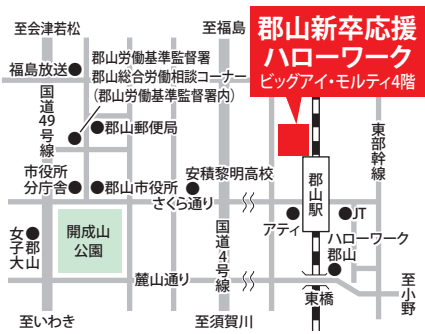 至会津若松
至福島
郡山新卒応援
ハローワーク
ビッグアイ・モルティ4階
郡山労働基準監督署
郡山総合労働相談コーナー
（郡山労働基準監督署内）
福島放送
国道49号線
郡山郵便局
東部幹線
市役所
分庁舎
郡山市役所
安積黎明高校
さくら通り
郡山駅
開成山
公園
郡山
女子大
国道4号線
アティ
JT
ハローワーク
郡山
麓山通り
東橋
至小野
至いわき
至須賀川